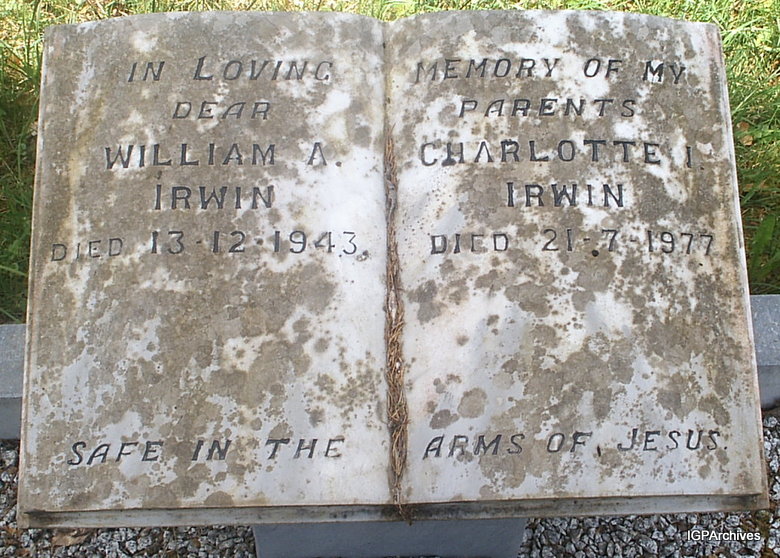 IN LOVING MEMORY OF MY
DEAR PARENTS
WILLIAM A. CHARLOTTE I.
IRWIN IRWIN
DIED 13-12-1943. DIED 21-7-1977
SAFE IN THE ARMS OF JESUS.
IGPArchives